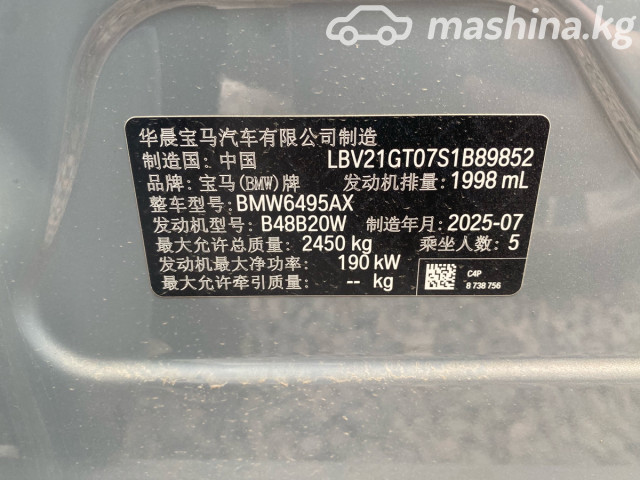 mashina.kg
华晨宝马汽车有限公司制造
制造国: 中国 LBV21GT07S1B89852
品牌: 宝马(BMW)牌 发动机排量: 1998 mL
整车型号: BMW6495AX
发动机型号: B48B20W 制造年月: 2025-07
最大允许总质量: 2450 kg 乘坐人数: 5
发动机最大净功率: 190 kW
最大允许牵引质量: -- kg
C4P
8 738 756